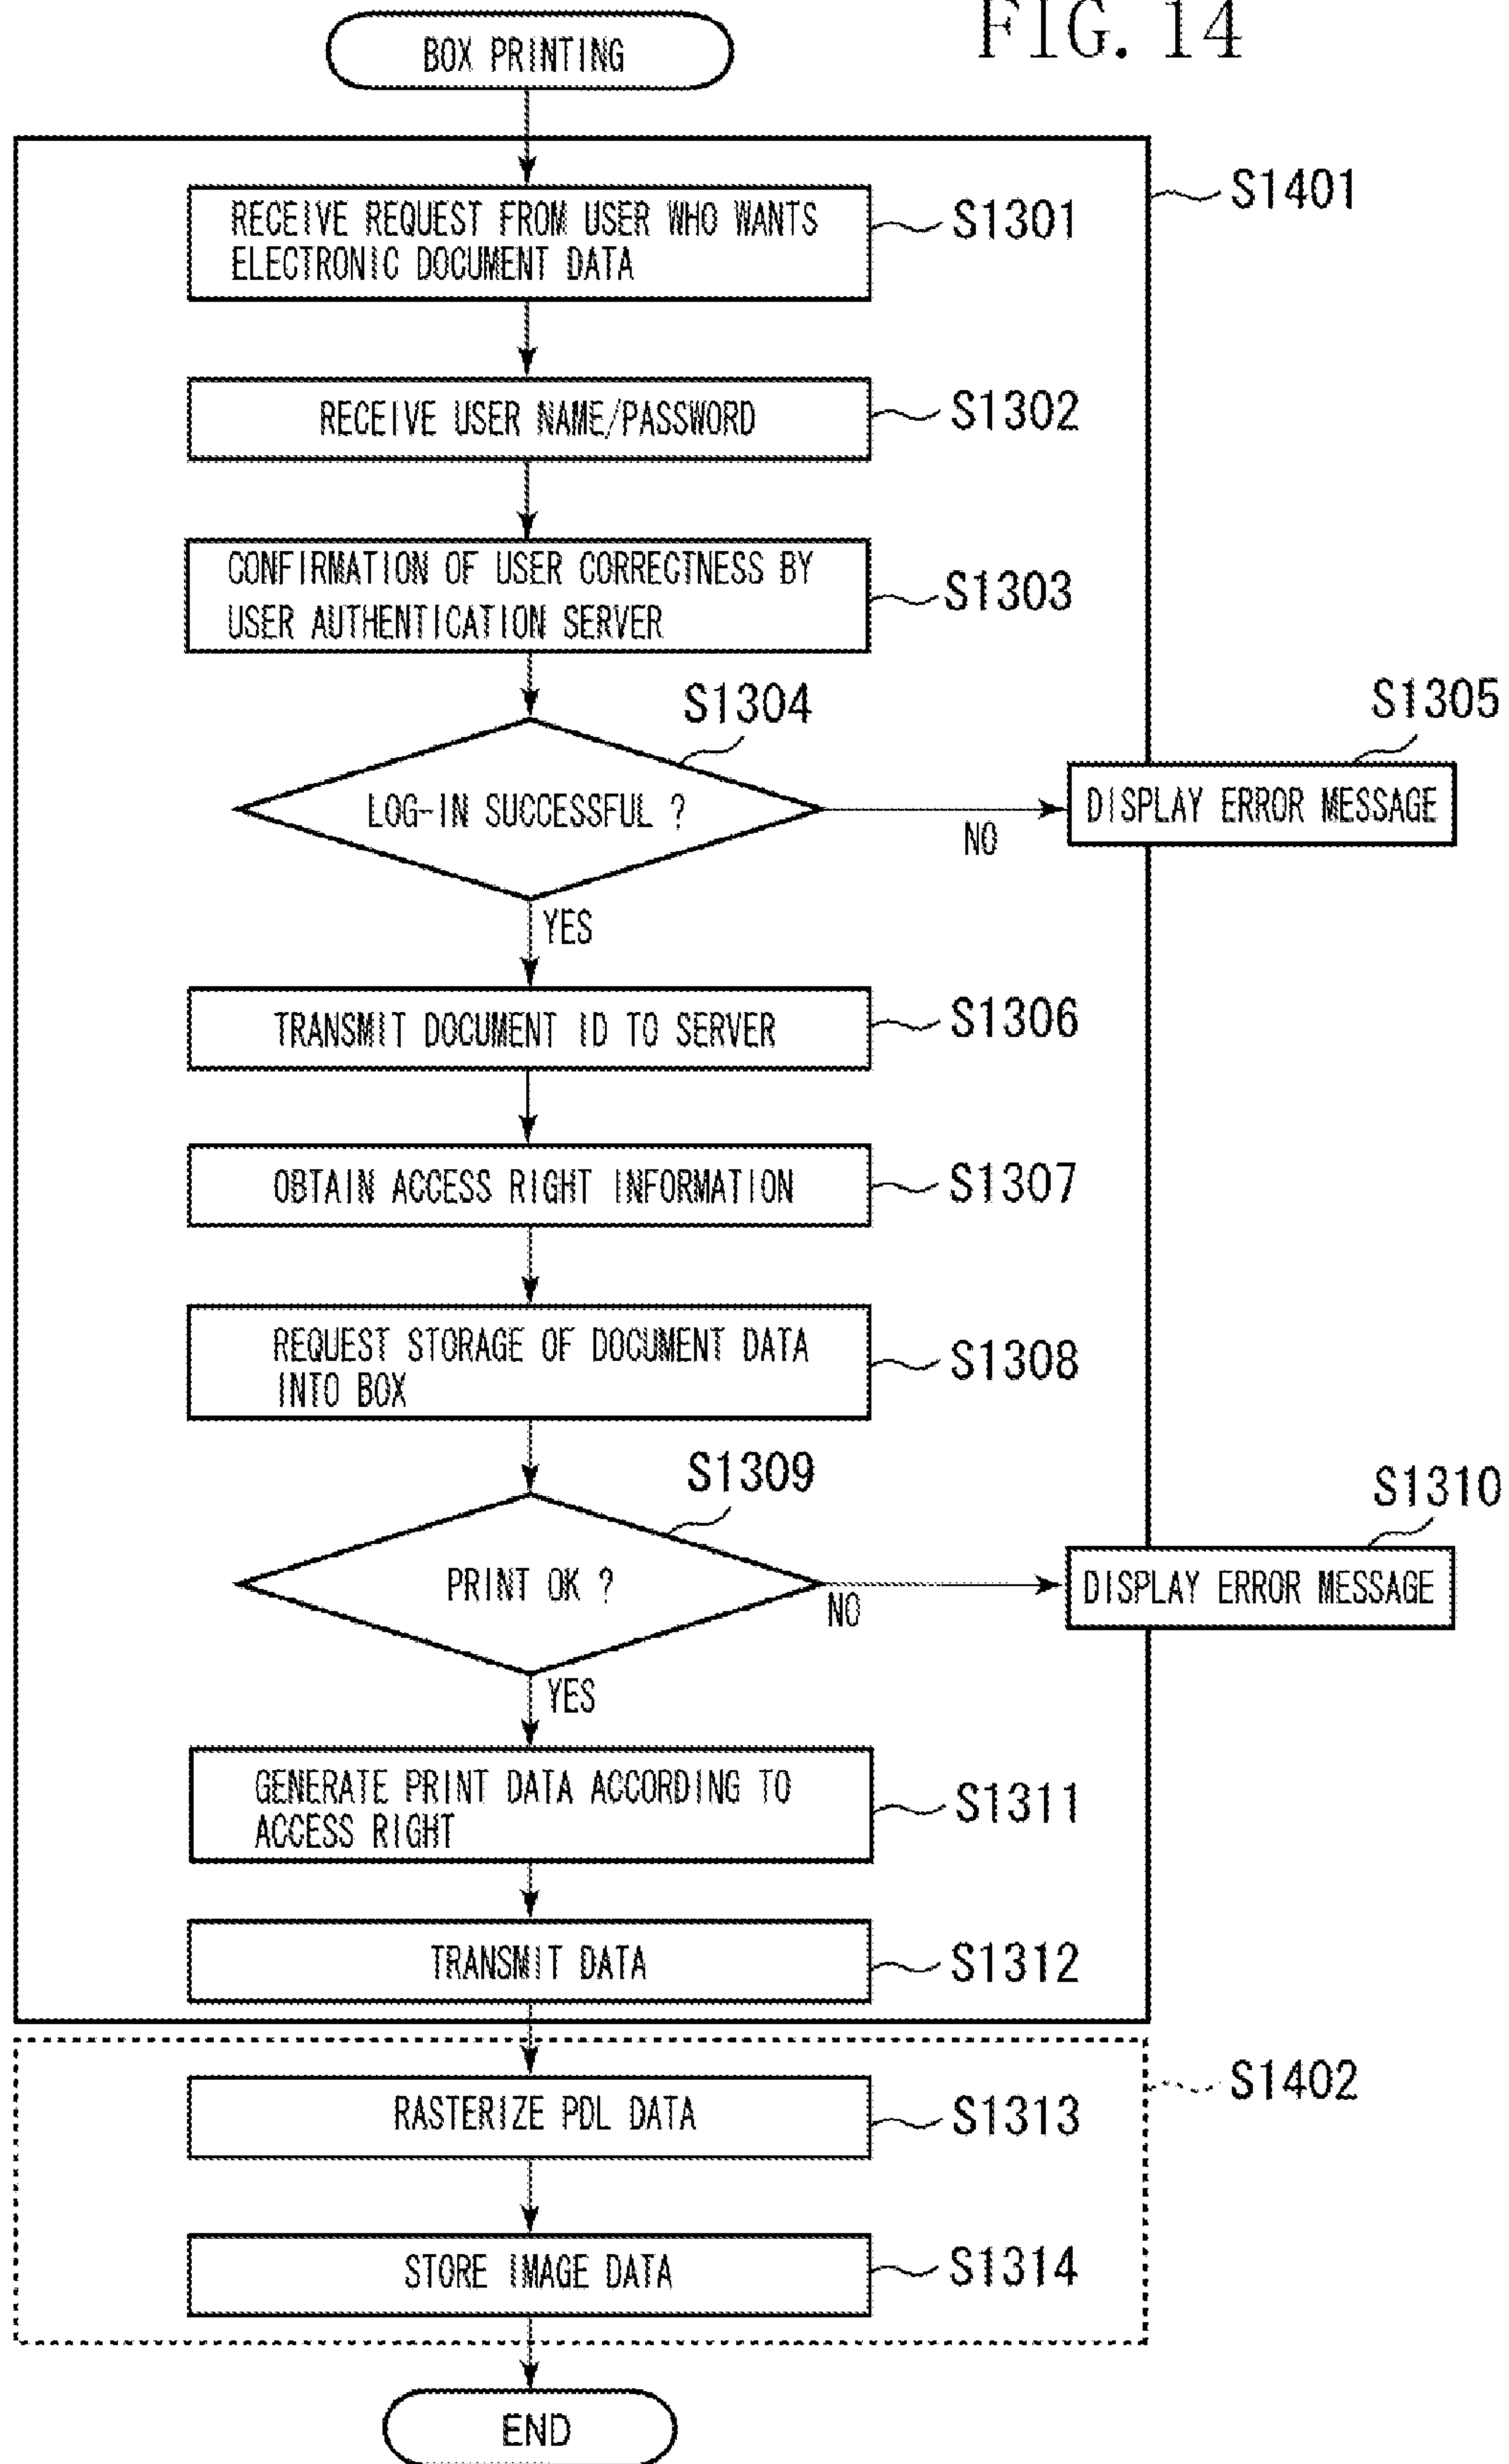 FIG. 14
BOX PRINTING
S1401
RECEIVE REQUEST FROM USER WHO WANTS
ELECTRONIC DOCUMENT DATA
S1301
RECEIVE USER NAME/PASSWORD
S1302
CONFIRMATION OF USER CORRECTNESS BY
USER AUTHENTICATION SERVER
S1303
S1304
LOG-IN SUCCESSFUL ?
NO
S1305
DISPLAY ERROR MESSAGE
YES
TRANSMIT DOCUMENT ID TO SERVER
S1306
OBTAIN ACCESS RIGHT INFORMATION
S1307
REQUEST STORAGE OF DOCUMENT DATA
INTO BOX
S1308
S1309
PRINT OK ?
NO
S1310
DISPLAY ERROR MESSAGE
YES
GENERATE PRINT DATA ACCORDING TO
ACCESS RIGHT
S1311
TRANSMIT DATA
S1312
S1402
RASTERIZE PDL DATA
S1313
STORE IMAGE DATA
S1314
END